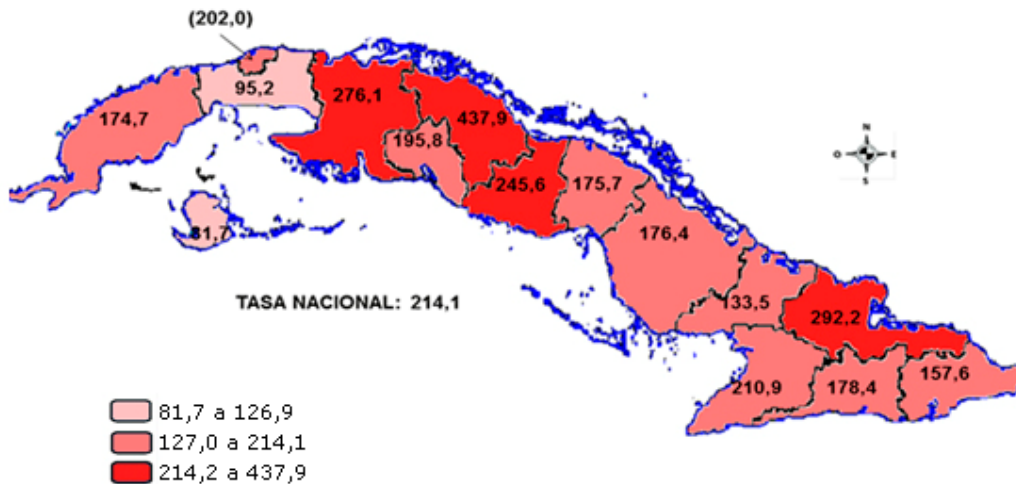 (202,0)
95,2
276,1
174,7
437,9
195,8
245,6
175,7
81,7
176,4
133,5
292,2
210,9
178,4
157,6
N
O E
S
TASA NACIONAL: 214,1
81,7 a 126,9
127,0 a 214,1
214,2 a 437,9